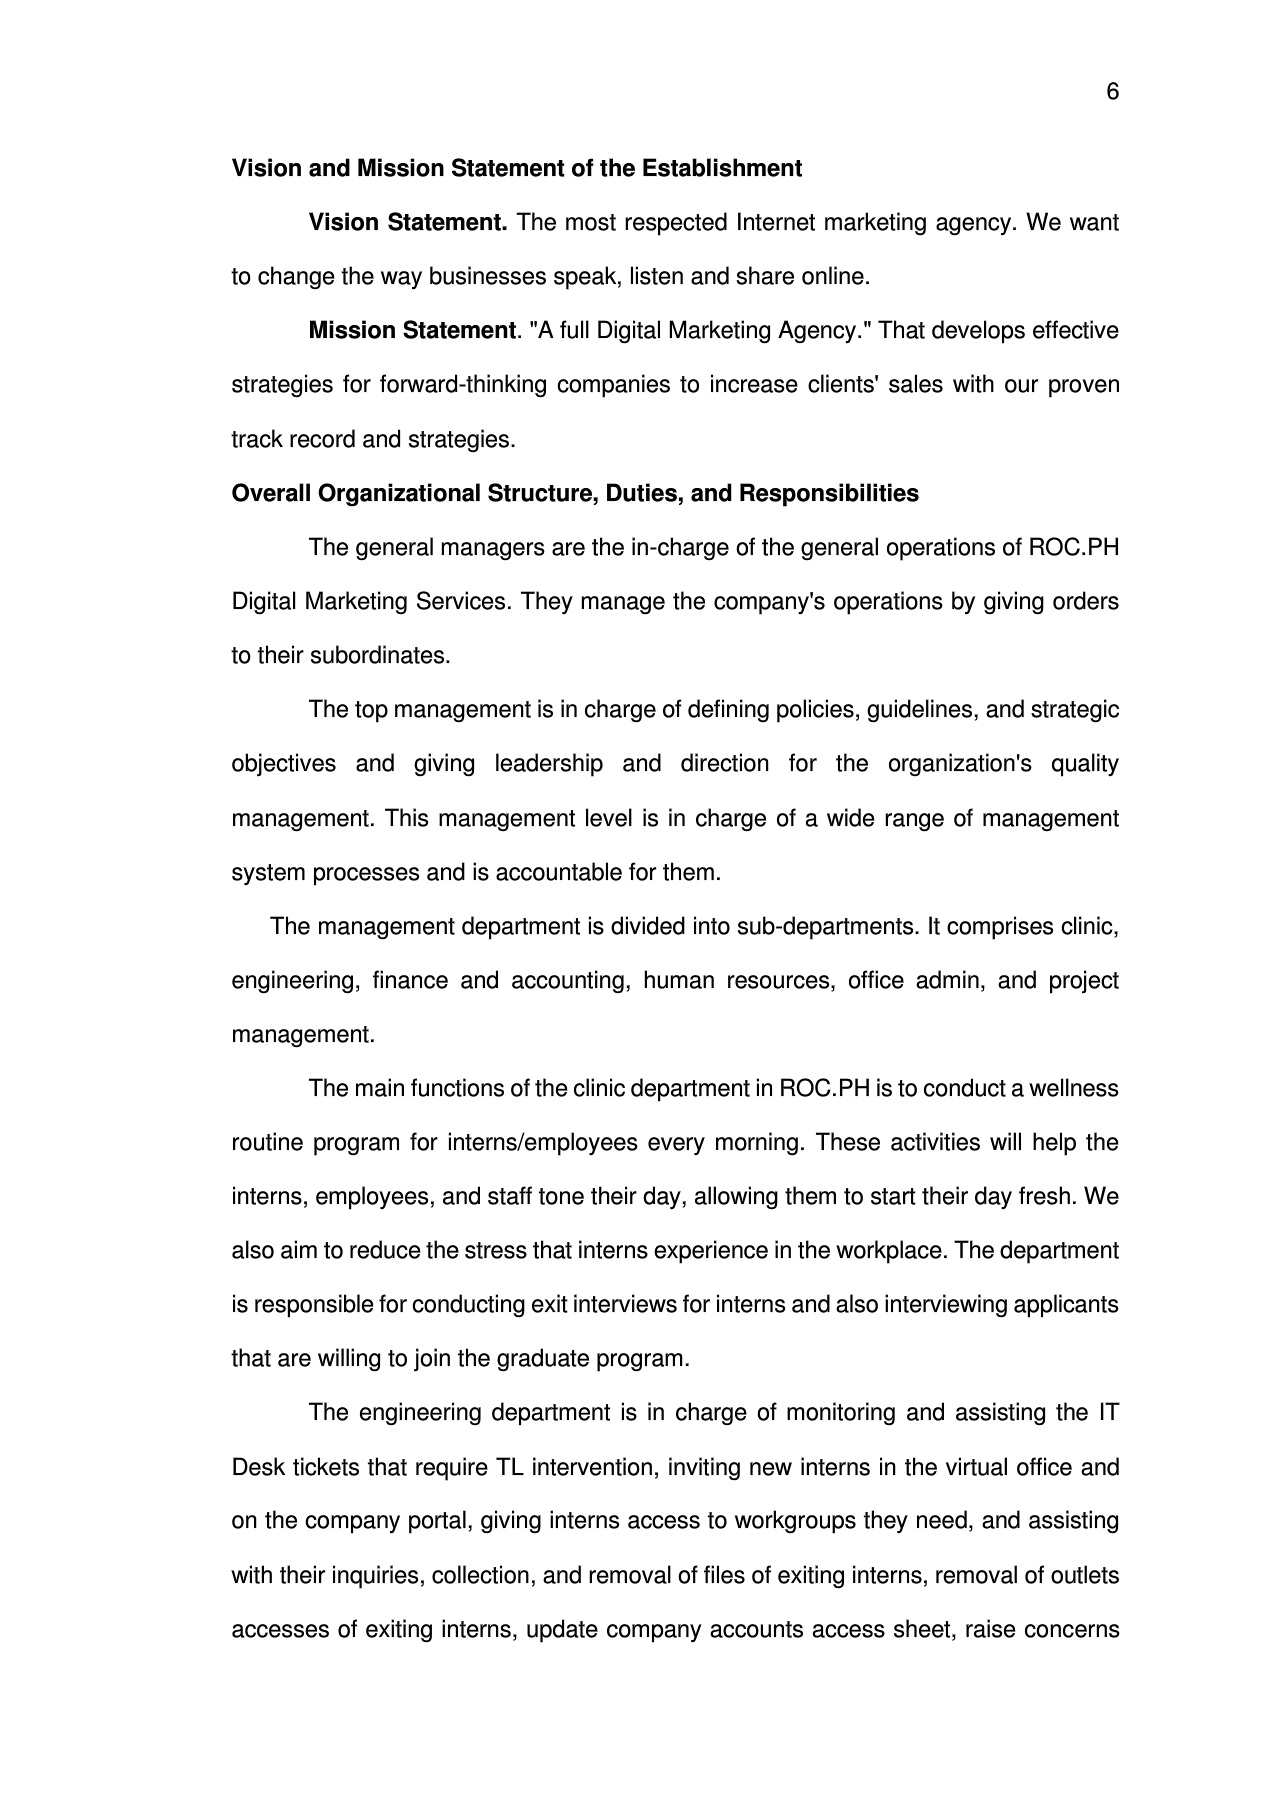 6
Vision and Mission Statement of the Establishment
Vision Statement. The most respected Internet marketing agency. We want
to change the way businesses speak, listen and share online.
Mission Statement. "A full Digital Marketing Agency." That develops effective
strategies for forward-thinking companies to increase clients' sales with our proven
track record and strategies.
Overall Organizational Structure, Duties, and Responsibilities
The general managers are the in-charge of the general operations of ROC.PH
Digital Marketing Services. They manage the company's operations by giving orders
to their subordinates.
The top management is in charge of defining policies, guidelines, and strategic
objectives and giving leadership and direction for the organization's quality
management. This management level is in charge of a wide range of management
system processes and is accountable for them.
The management department is divided into sub-departments. It comprises clinic,
engineering, finance and accounting, human resources, office admin, and project
management.
The main functions of the clinic department in ROC.PH is to conduct a wellness
routine program for interns/employees every morning. These activities will help the
interns, employees, and staff tone their day, allowing them to start their day fresh. We
also aim to reduce the stress that interns experience in the workplace. The department
is responsible for conducting exit interviews for interns and also interviewing applicants
that are willing to join the graduate program.
The engineering department is in charge of monitoring and assisting the IT
Desk tickets that require TL intervention, inviting new interns in the virtual office and
on the company portal, giving interns access to workgroups they need, and assisting
with their inquiries, collection, and removal of files of exiting interns, removal of outlets
accesses of exiting interns, update company accounts access sheet, raise concerns